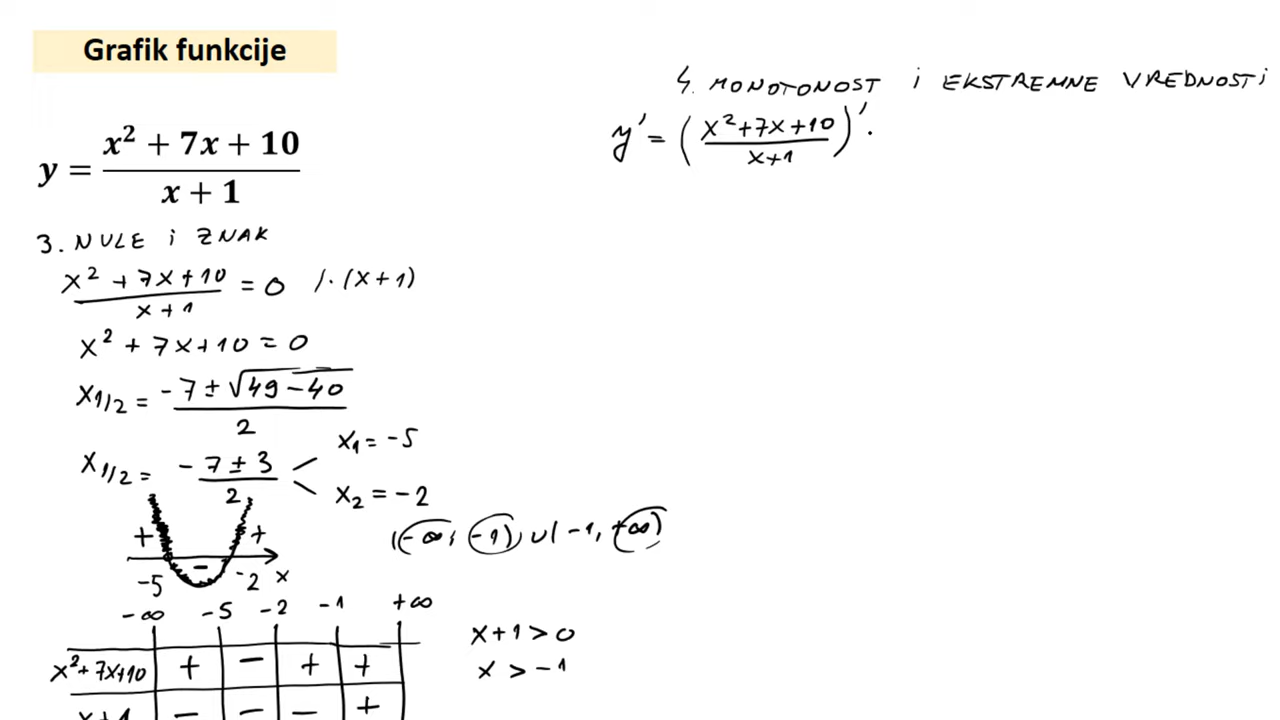 Grafik funkcije
y = (x² + 7x + 10)/(x + 1)
3. NULE i ZNAK
(x² + 7x + 10)/(x + 1) = 0 /·(x+1)
x² + 7x + 10 = 0
x1/2 = (-7 ± √(49 - 40))/2
x1/2 = (-7 ± 3)/2
x1 = -5
x2 = -2
+ - +
-5 -2 x
(-∞, -1) ∪ (-1, +∞)
-∞ -5 -2 -1 +∞
x²+7x+10 + - + +
x+1 - - - +
x+1 > 0
x > -1
4. MONOTONOST i EKSTREMNE VREDNOSTI
y' = ((x²+7x+10)/(x+1))'